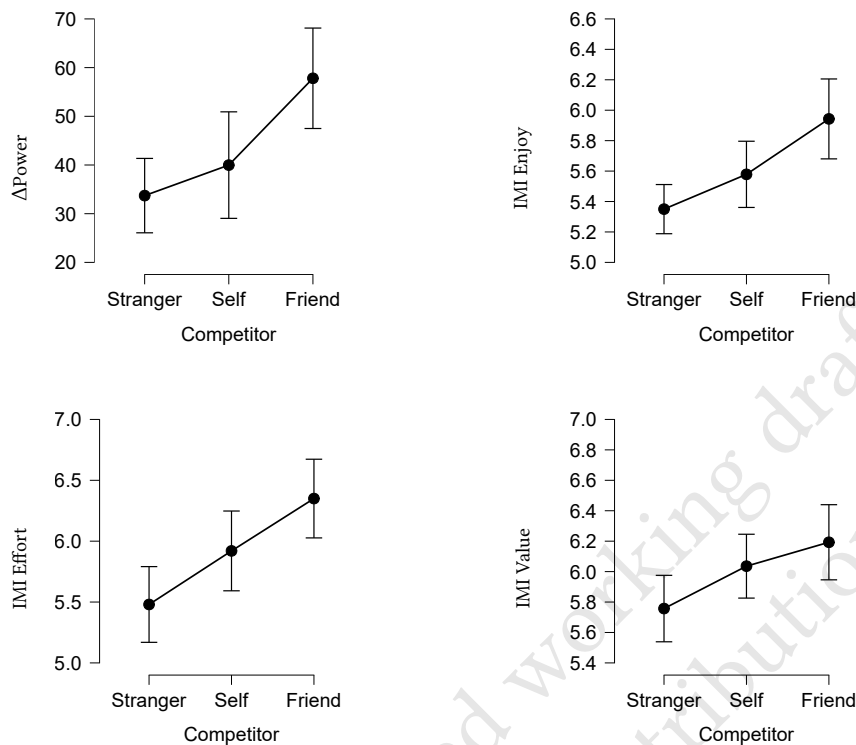 ΔPower
70
60
50
40
30
20
Stranger Self Friend
Competitor
IMI Enjoy
6.6
6.4
6.2
6.0
5.8
5.6
5.4
5.2
5.0
Stranger Self Friend
Competitor
IMI Effort
7.0
6.5
6.0
5.5
5.0
Stranger Self Friend
Competitor
IMI Value
7.0
6.8
6.6
6.4
6.2
6.0
5.8
5.6
5.4
Stranger Self Friend
Competitor
working draft